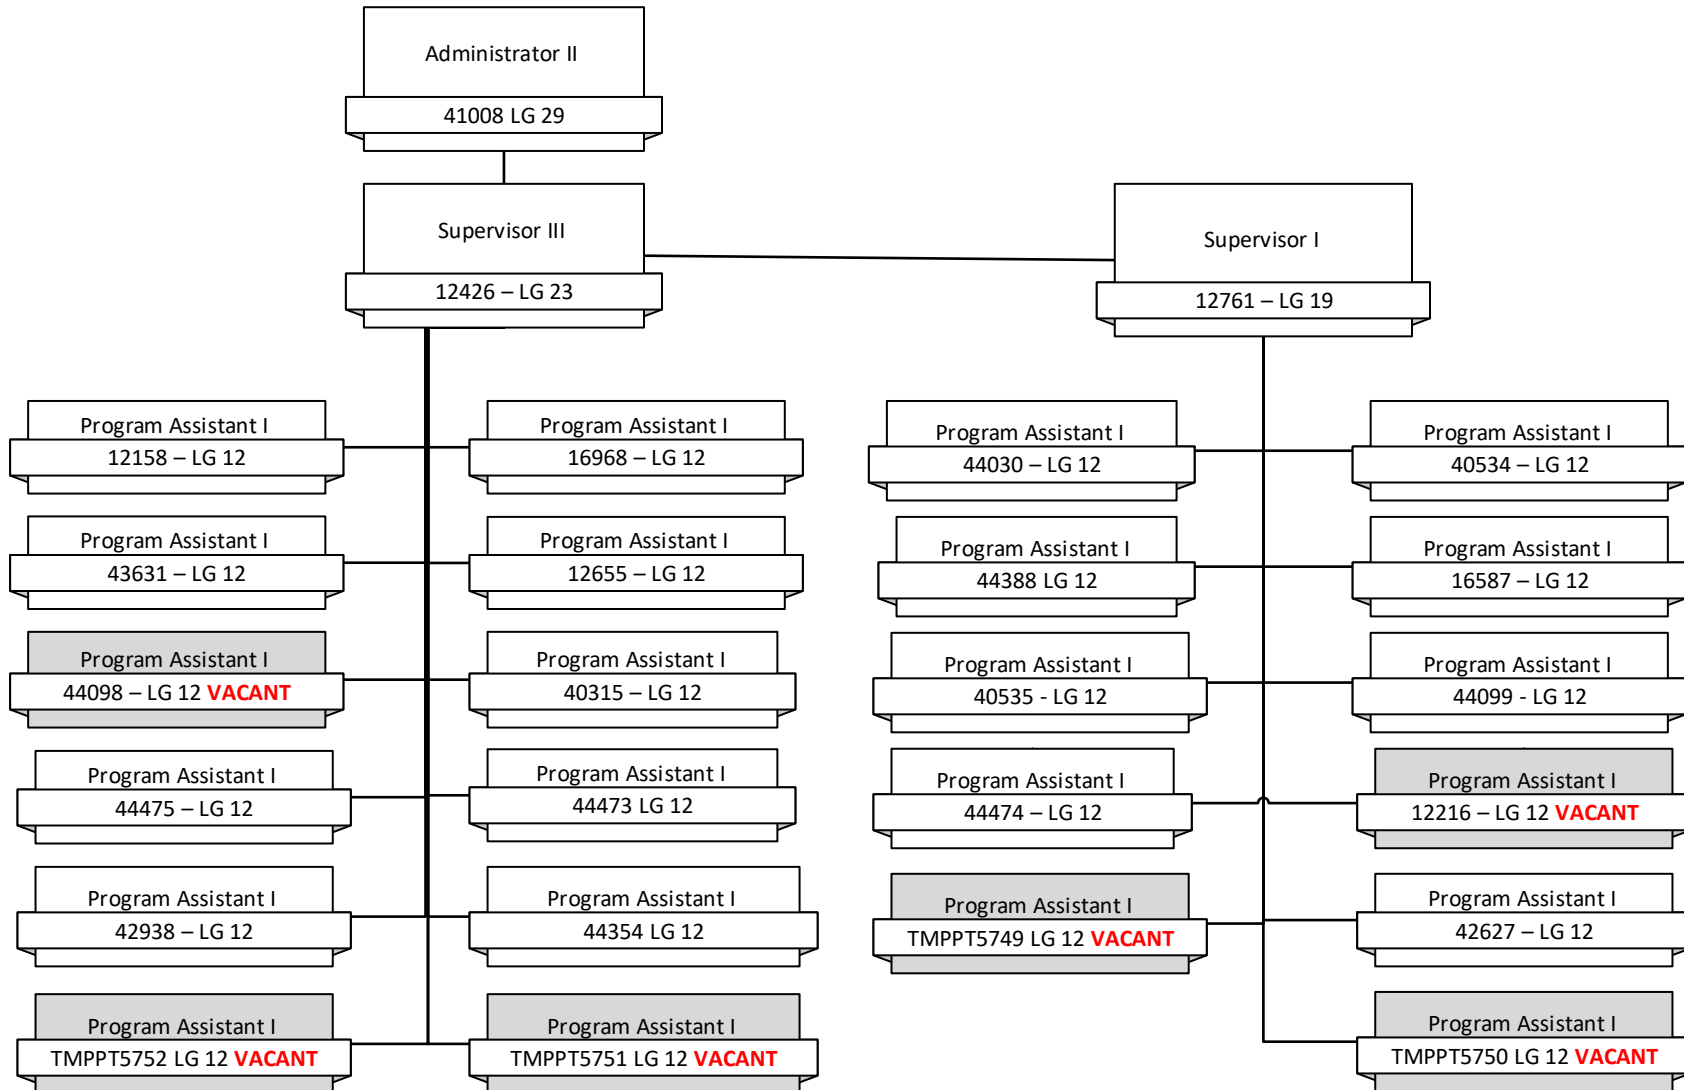 Administrator II
41008 LG 29
Supervisor III
12426 – LG 23
Supervisor I
12761 – LG 19
Program Assistant I
12158 – LG 12
Program Assistant I
16968 – LG 12
Program Assistant I
44030 – LG 12
Program Assistant I
40534 – LG 12
Program Assistant I
43631 – LG 12
Program Assistant I
12655 – LG 12
Program Assistant I
44388 LG 12
Program Assistant I
16587 – LG 12
Program Assistant I
44098 – LG 12 VACANT
Program Assistant I
40315 – LG 12
Program Assistant I
40535 - LG 12
Program Assistant I
44099 - LG 12
Program Assistant I
44475 – LG 12
Program Assistant I
44473 LG 12
Program Assistant I
44474 – LG 12
Program Assistant I
12216 – LG 12 VACANT
Program Assistant I
42938 – LG 12
Program Assistant I
44354 LG 12
Program Assistant I
TMPPT5749 LG 12 VACANT
Program Assistant I
42627 – LG 12
Program Assistant I
TMPPT5752 LG 12 VACANT
Program Assistant I
TMPPT5751 LG 12 VACANT
Program Assistant I
TMPPT5750 LG 12 VACANT